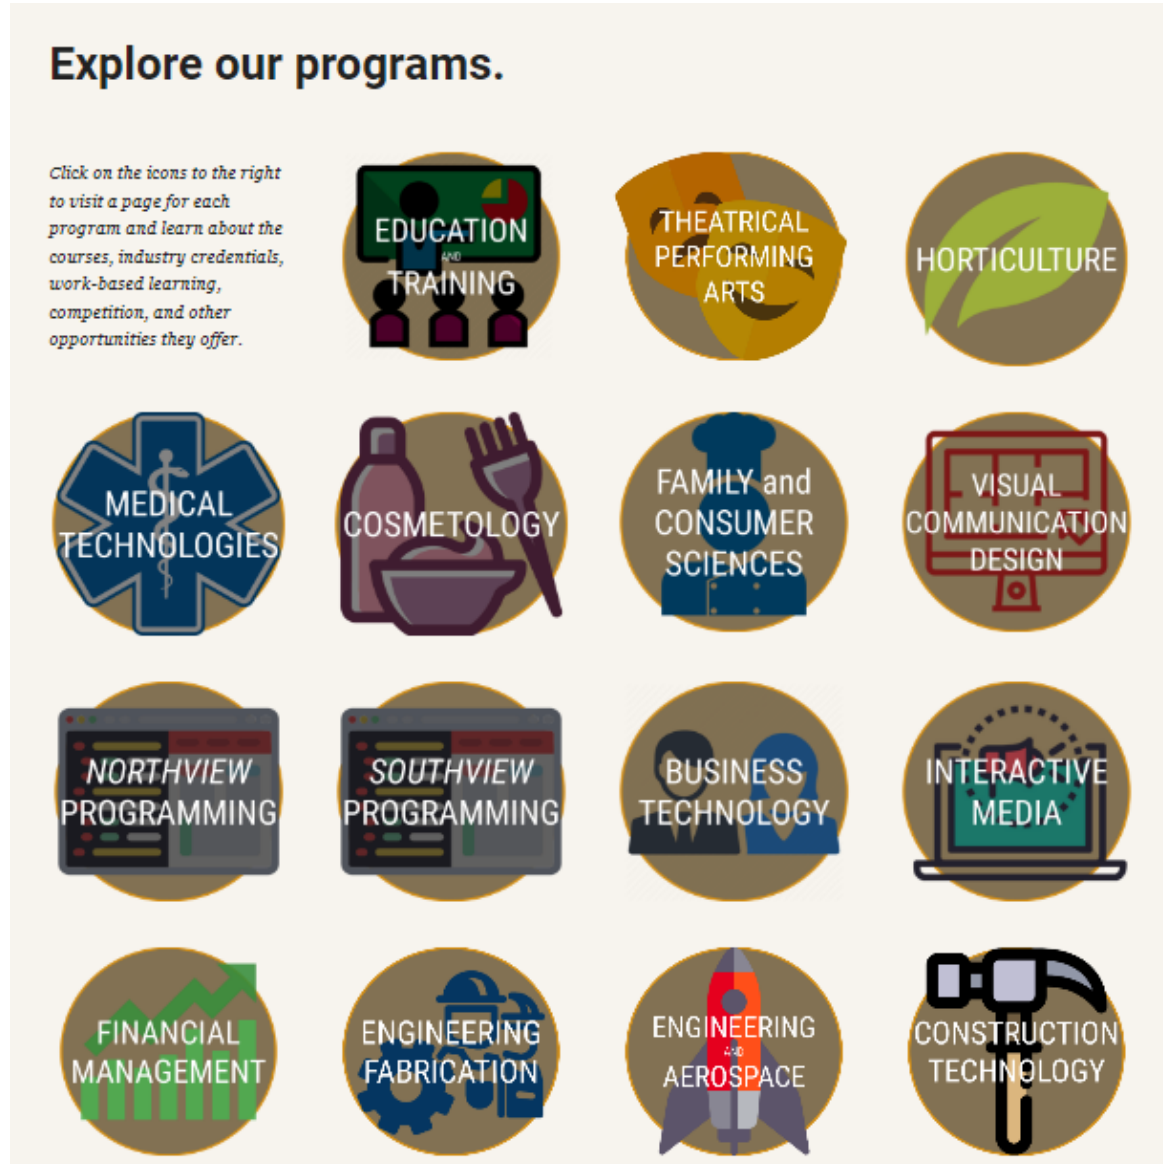 Explore our programs.
Click on the icons to the right
to visit a page for each
program and learn about the
courses, industry credentials,
work-based learning,
competition, and other
opportunities they offer.
EDUCATION
AND
TRAINING
THEATRICAL
PERFORMING
ARTS
HORTICULTURE
MEDICAL
TECHNOLOGIES
COSMETOLOGY
FAMILY and
CONSUMER
SCIENCES
VISUAL
COMMUNICATION
DESIGN
NORTHVIEW
PROGRAMMING
SOUTHVIEW
PROGRAMMING
BUSINESS
TECHNOLOGY
INTERACTIVE
MEDIA
FINANCIAL
MANAGEMENT
ENGINEERING
FABRICATION
ENGINEERING
AND
AEROSPACE
CONSTRUCTION
TECHNOLOGY